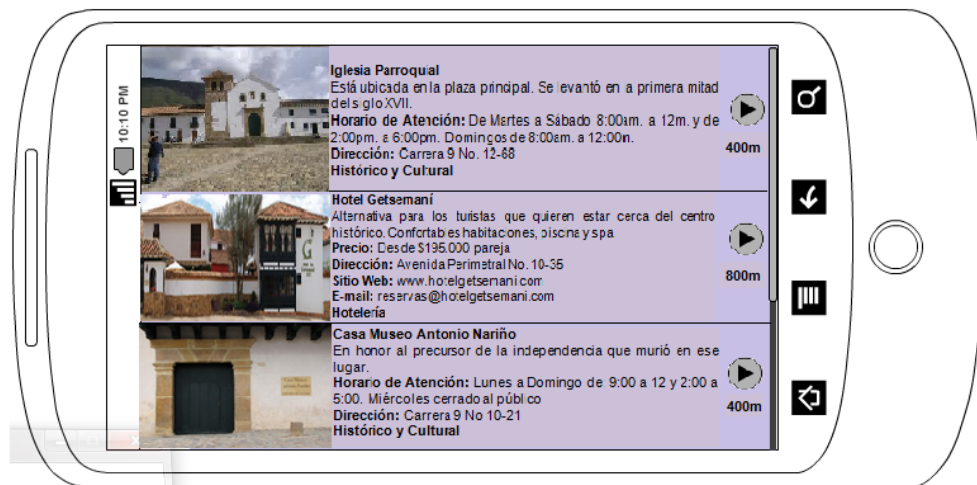 10:10 PM
Iglesia Parroquial
Está ubicada en la plaza principal. Se levantó en a primera mitad
del siglo XVII.
Horario de Atención: De Martes a Sábado 8:00am. a 12m. y de
2:00pm. a 6:00pm. Domingos de 8:00am. a 12:00m.
Dirección: Carrera 9 No. 12-68
Histórico y Cultural
400m
Hotel Getsemaní
Alternativa para los turistas que quieren estar cerca del centro
histórico. Confortables habitaciones, piscina y spa
Precio: Desde $195.000 pareja
Dirección: Avenida Perimetral No. 10-35
Sitio Web: www.hotelgetsemani.com
E-mail: reservas@hotelgetsemani.com
Hotelería
800m
G
Casa Museo Antonio Nariño
En honor al precursor de la independencia que murió en ese
lugar.
Horario de Atención: Lunes a Domingo de 9:00 a 12 y 2:00 a
5:00. Miércoles cerrado al público
Dirección: Carrera 9 No 10-21
Histórico y Cultural
400m